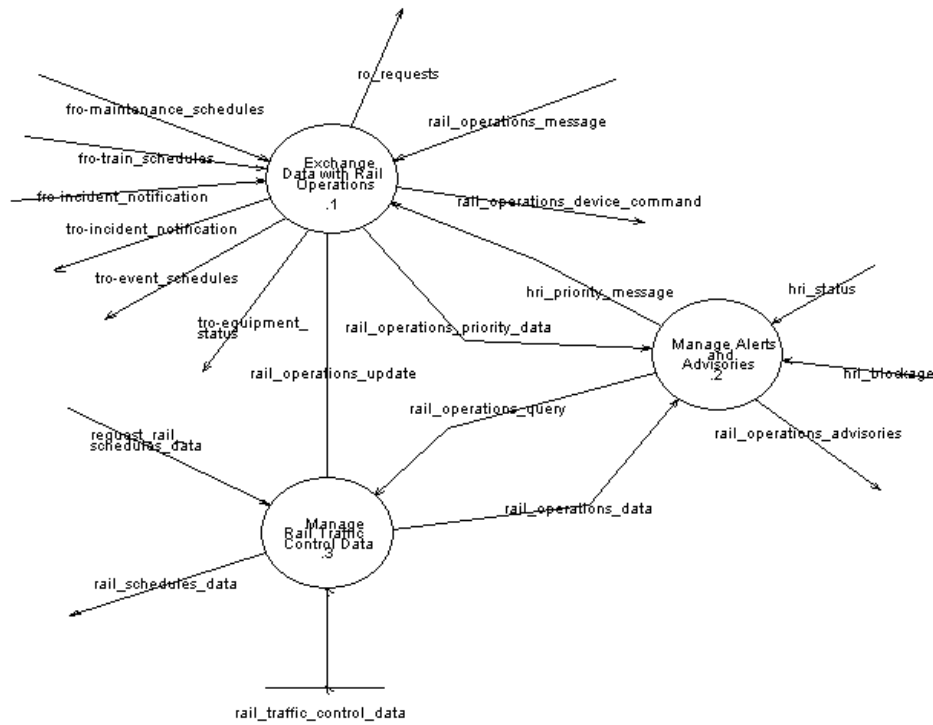 ro_requests
fro-maintenance_schedules
rail_operations_message
fro-train_schedules
Exchange
Data with Rail
Operations
.1
fro-incident_notification
rail_operations_device_command
tro-incident_notification
tro-event_schedules
hri_priority_message
hri_status
tro-equipment_
status
rail_operations_priority_data
Manage Alerts
and
Advisories
.2
hri_blockage
rail_operations_update
rail_operations_query
rail_operations_advisories
request_rail_
schedules_data
rail_operations_data
Manage
Rail Traffic
Control Data
.3
rail_schedules_data
rail_traffic_control_data